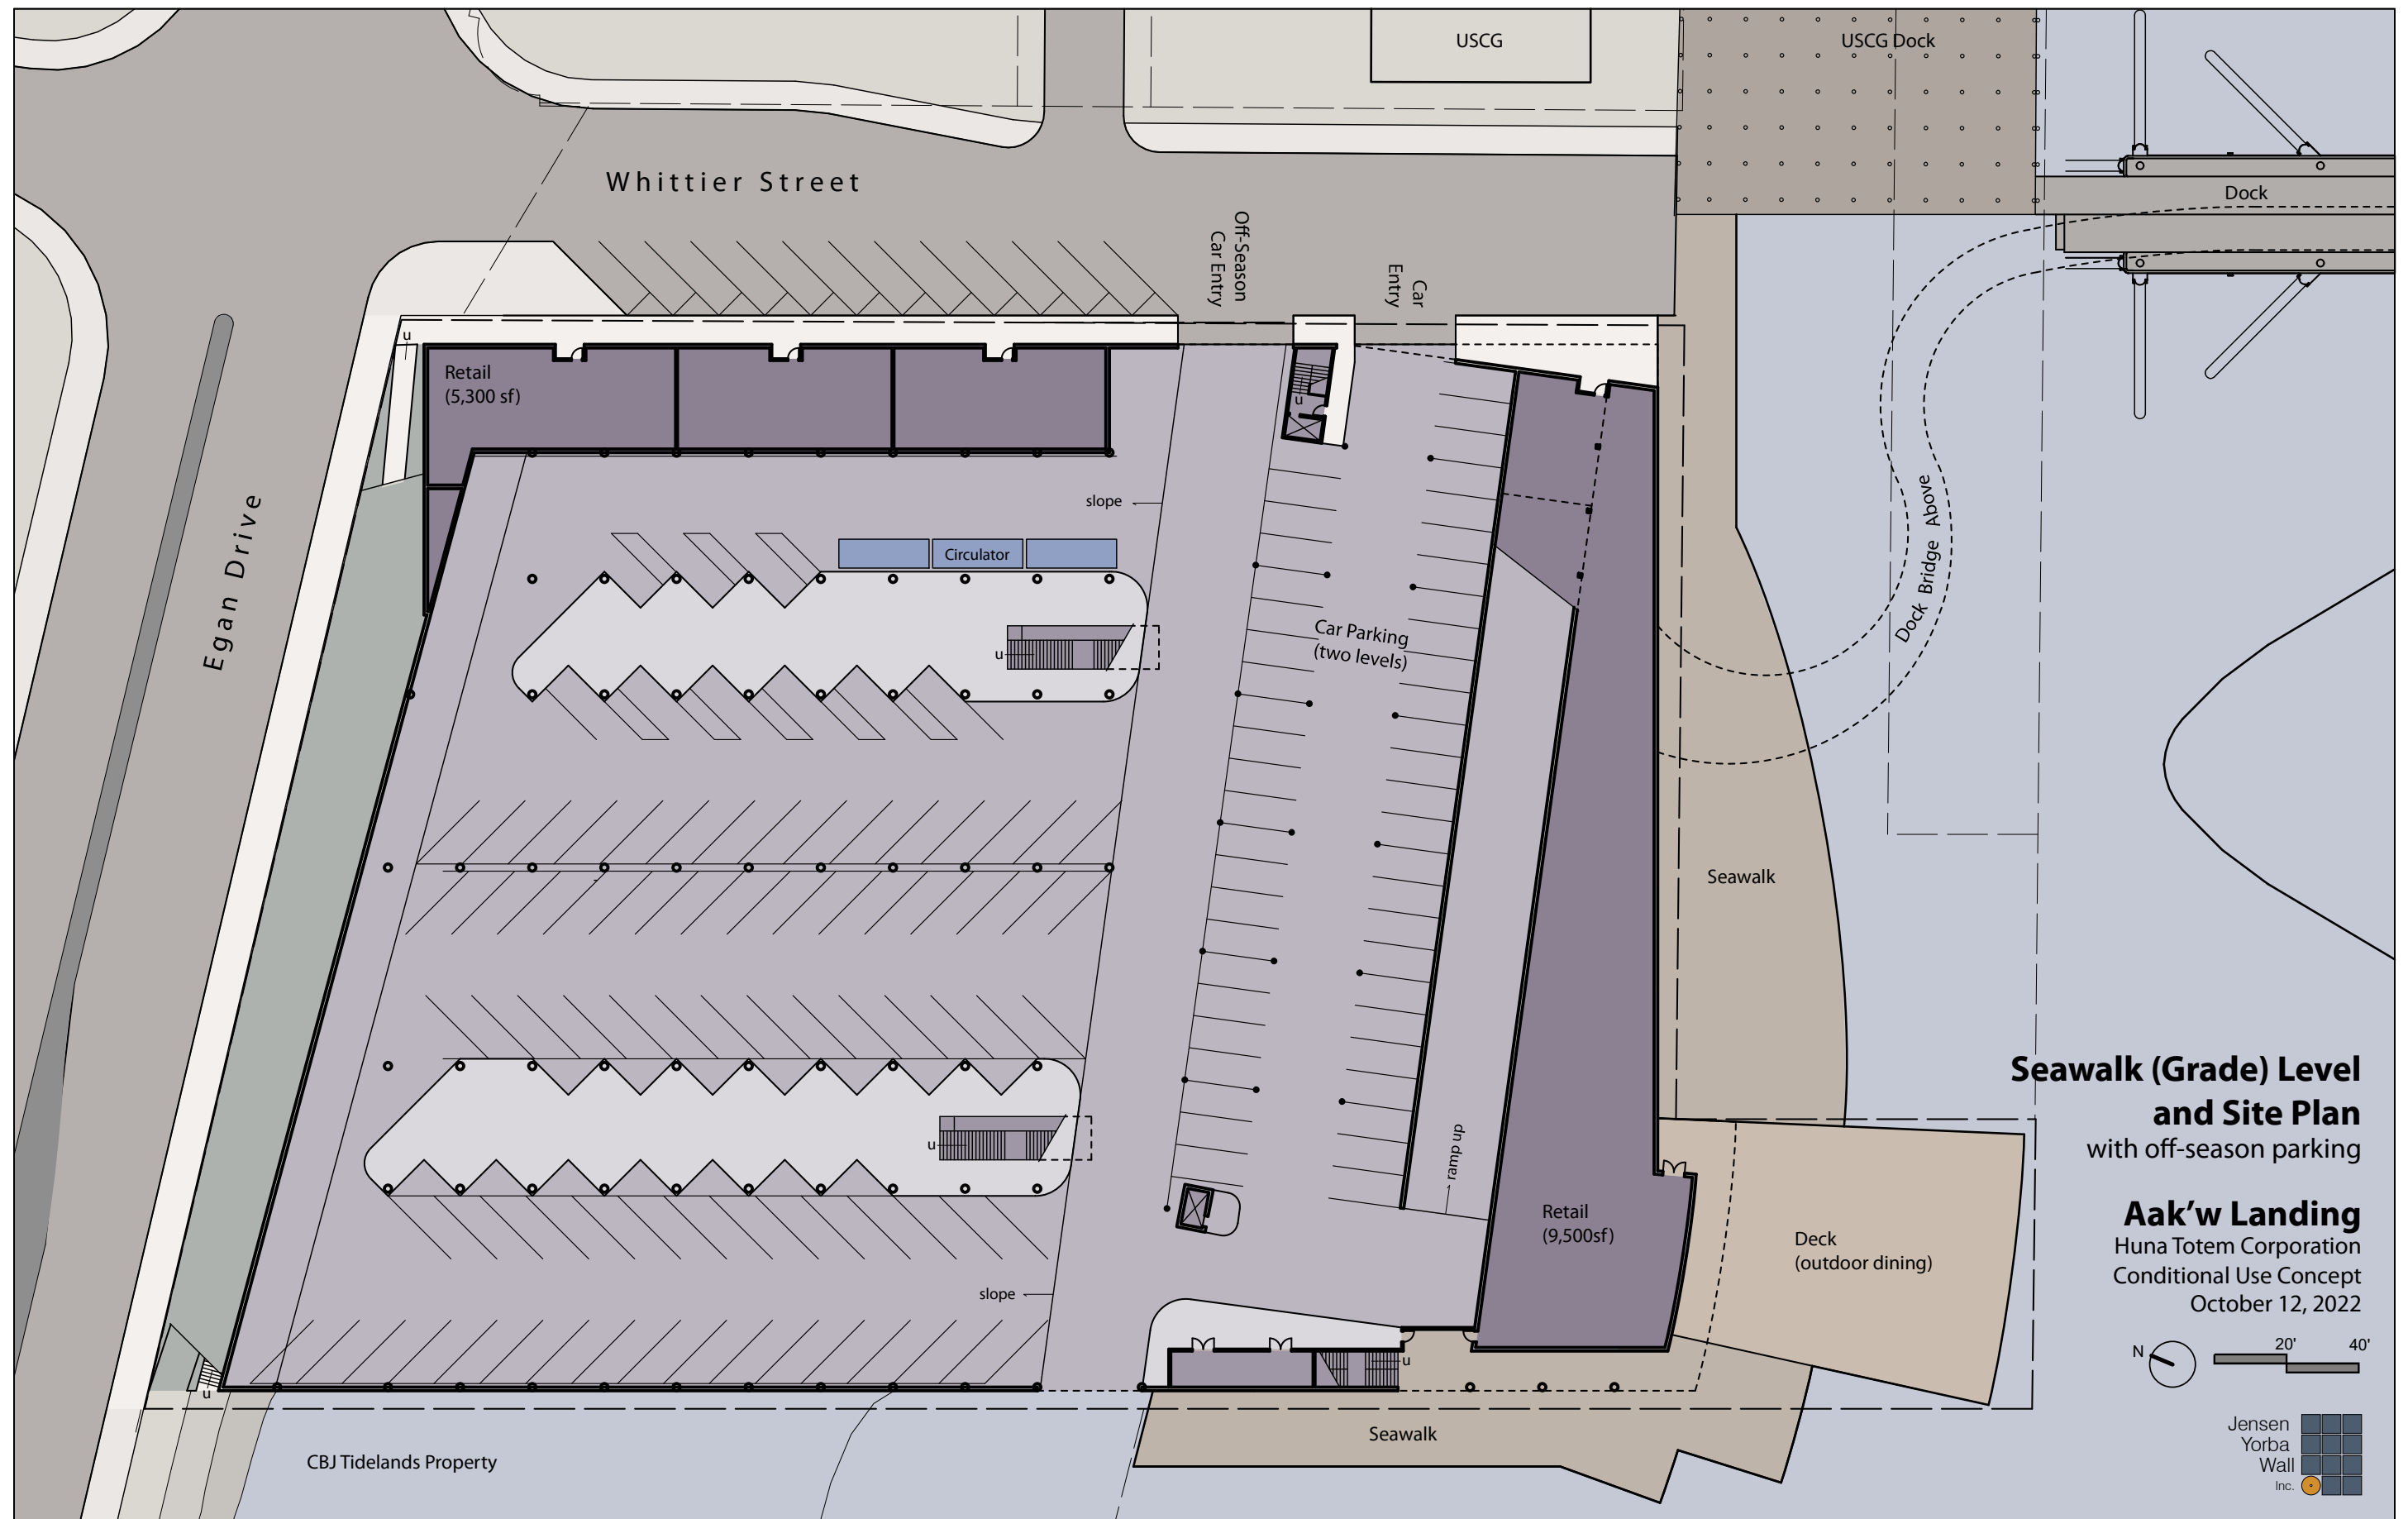 USCG
USCG Dock
Whittier Street
Dock
Off-Season
Car Entry
Car
Entry
u
Retail
(5,300 sf)
u
slope
Egan Drive
Circulator
Dock Bridge Above
Car Parking
(two levels)
u
Seawalk
Seawalk (Grade) Level
and Site Plan
with off-season parking
u
ramp up
Retail
(9,500sf)
Aak’w Landing
Huna Totem Corporation
Conditional Use Concept
October 12, 2022
Deck
(outdoor dining)
slope
20'
40'
N
u
u
Seawalk
CBJ Tidelands Property
Jensen
Yorba
Wall
Inc.